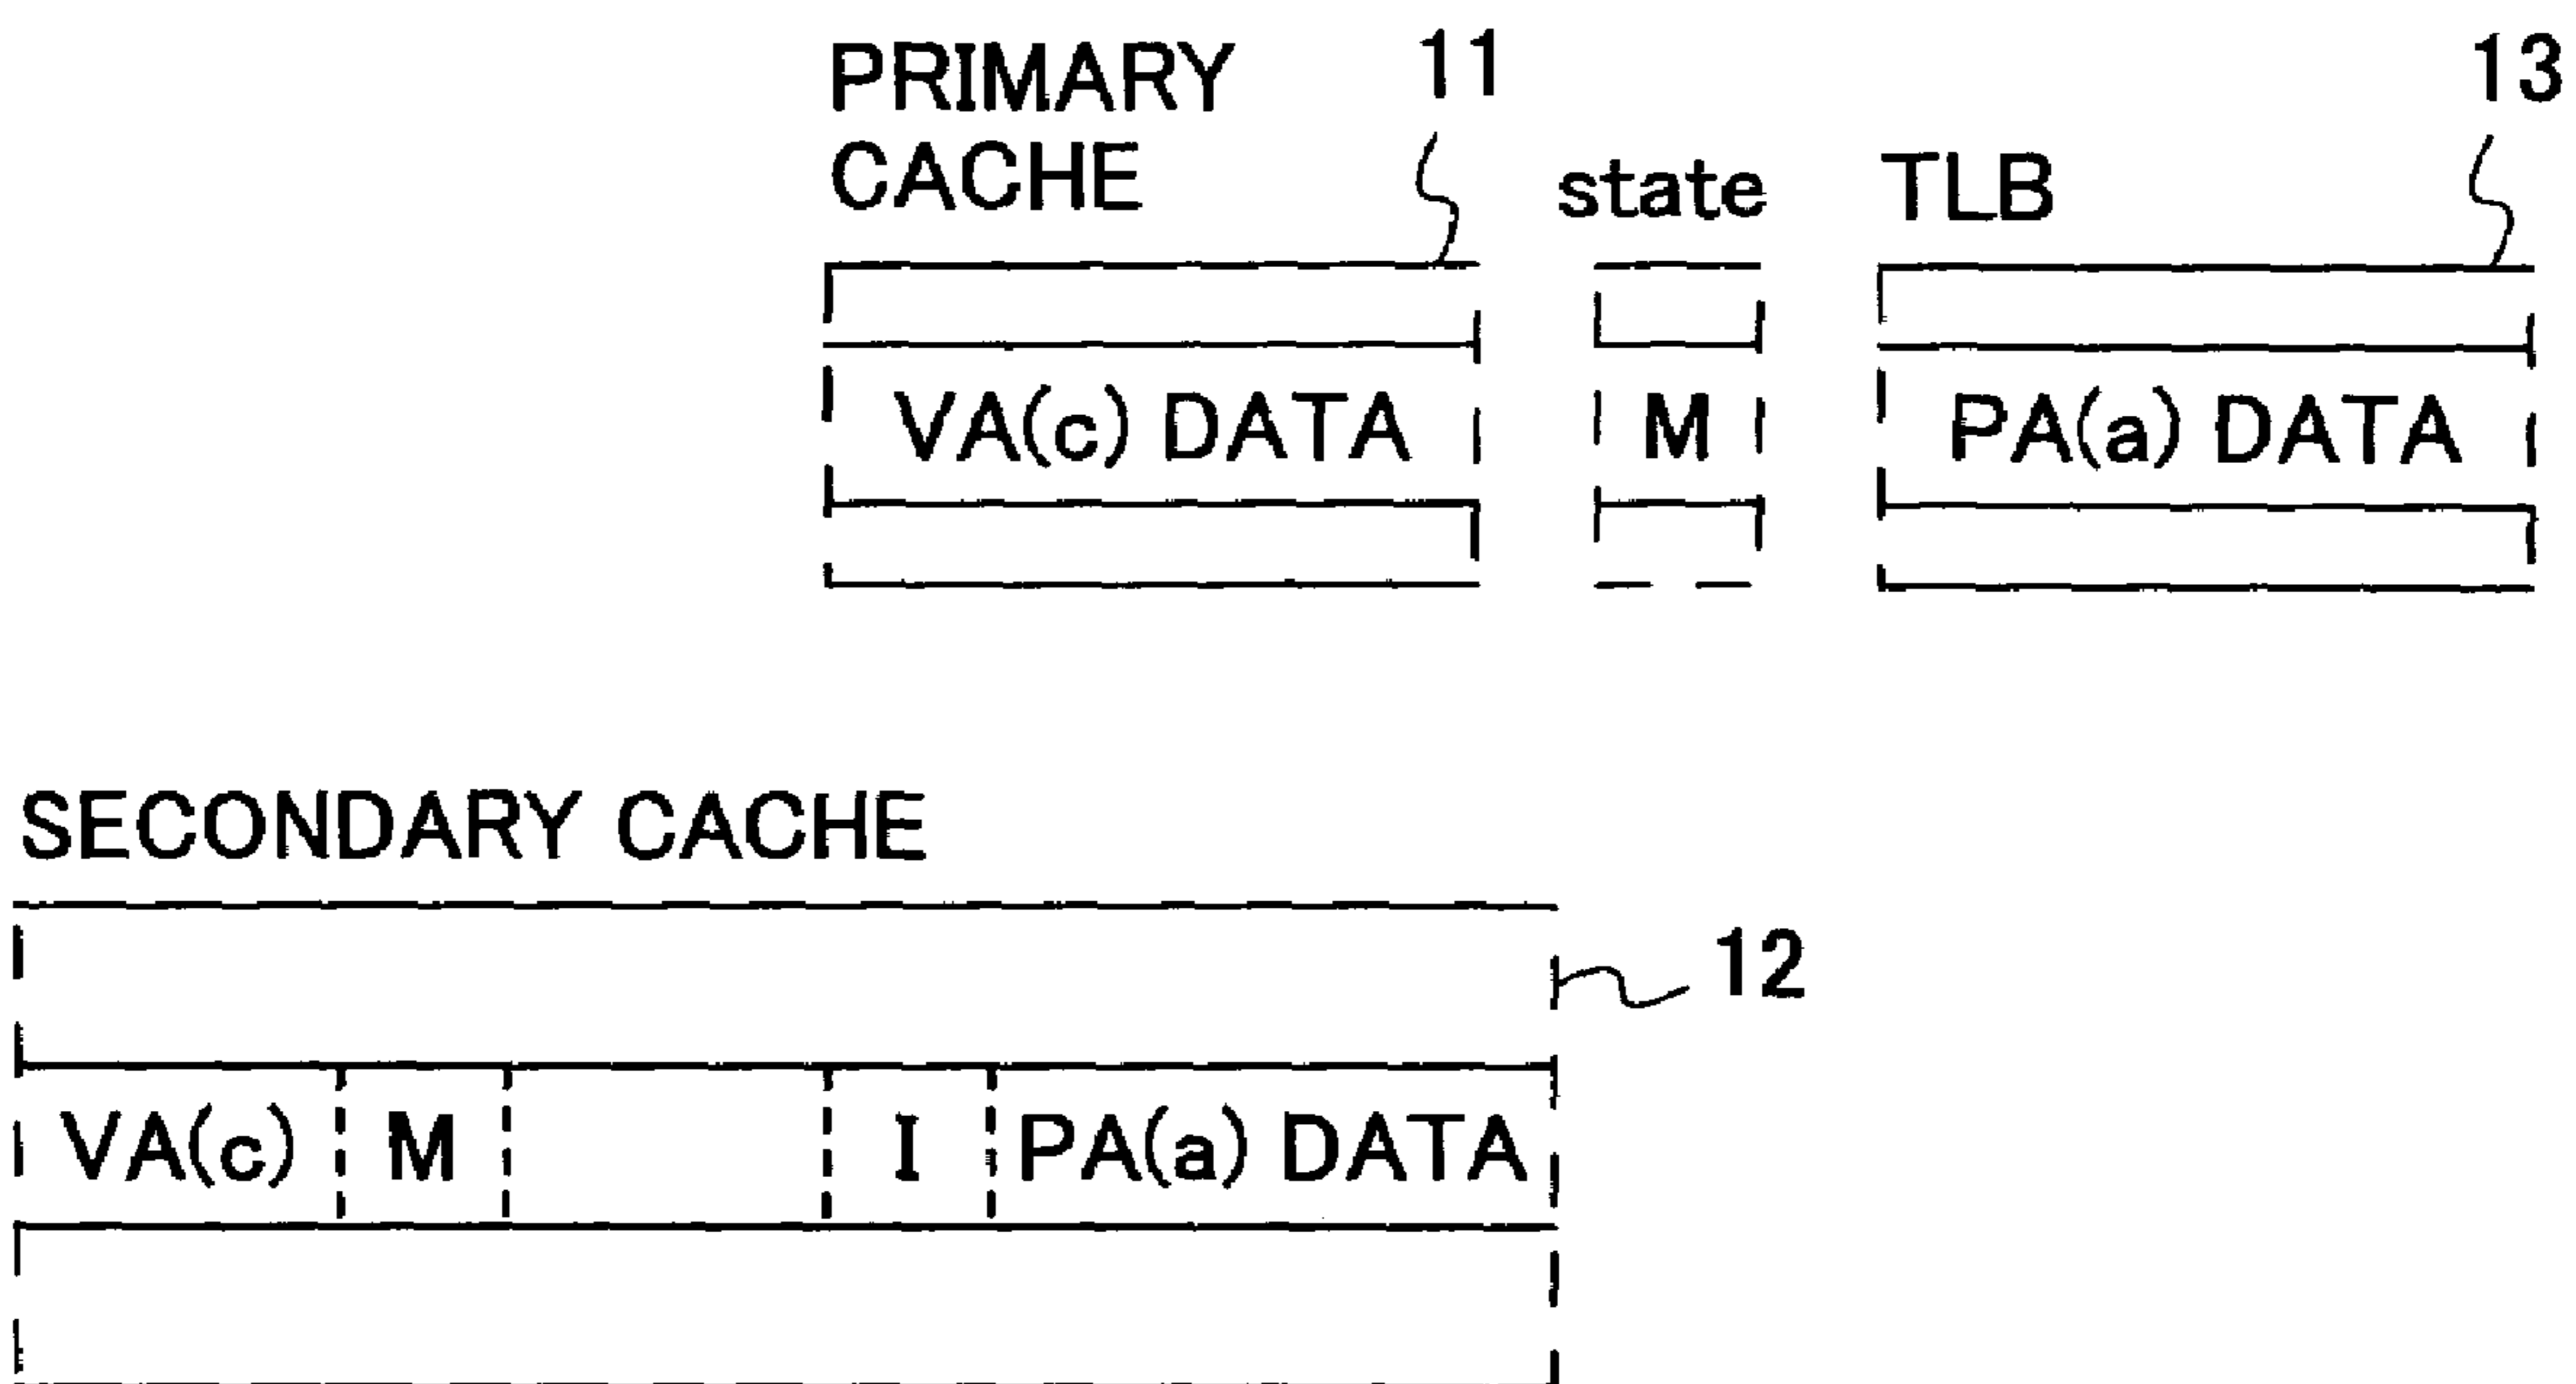 PRIMARY CACHE 11
state TLB 13
VA(c) DATA M PA(a) DATA
SECONDARY CACHE
12
VA(c) M I PA(a) DATA